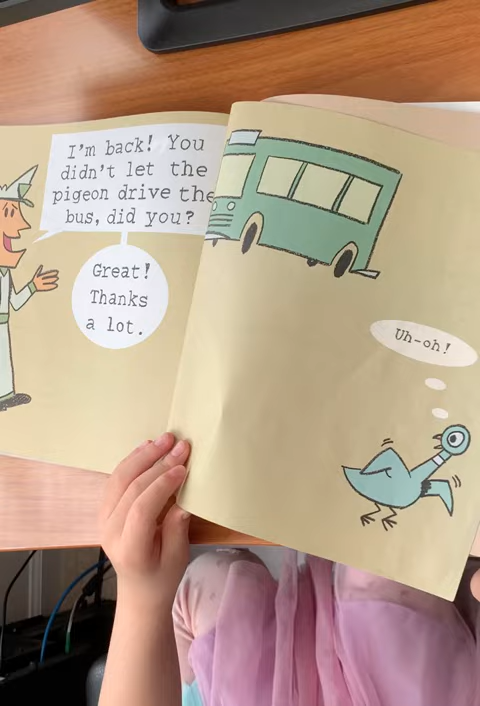 I'm back! You
didn't let the
pigeon drive the
bus, did you?
Great!
Thanks
a lot.
Uh-oh!